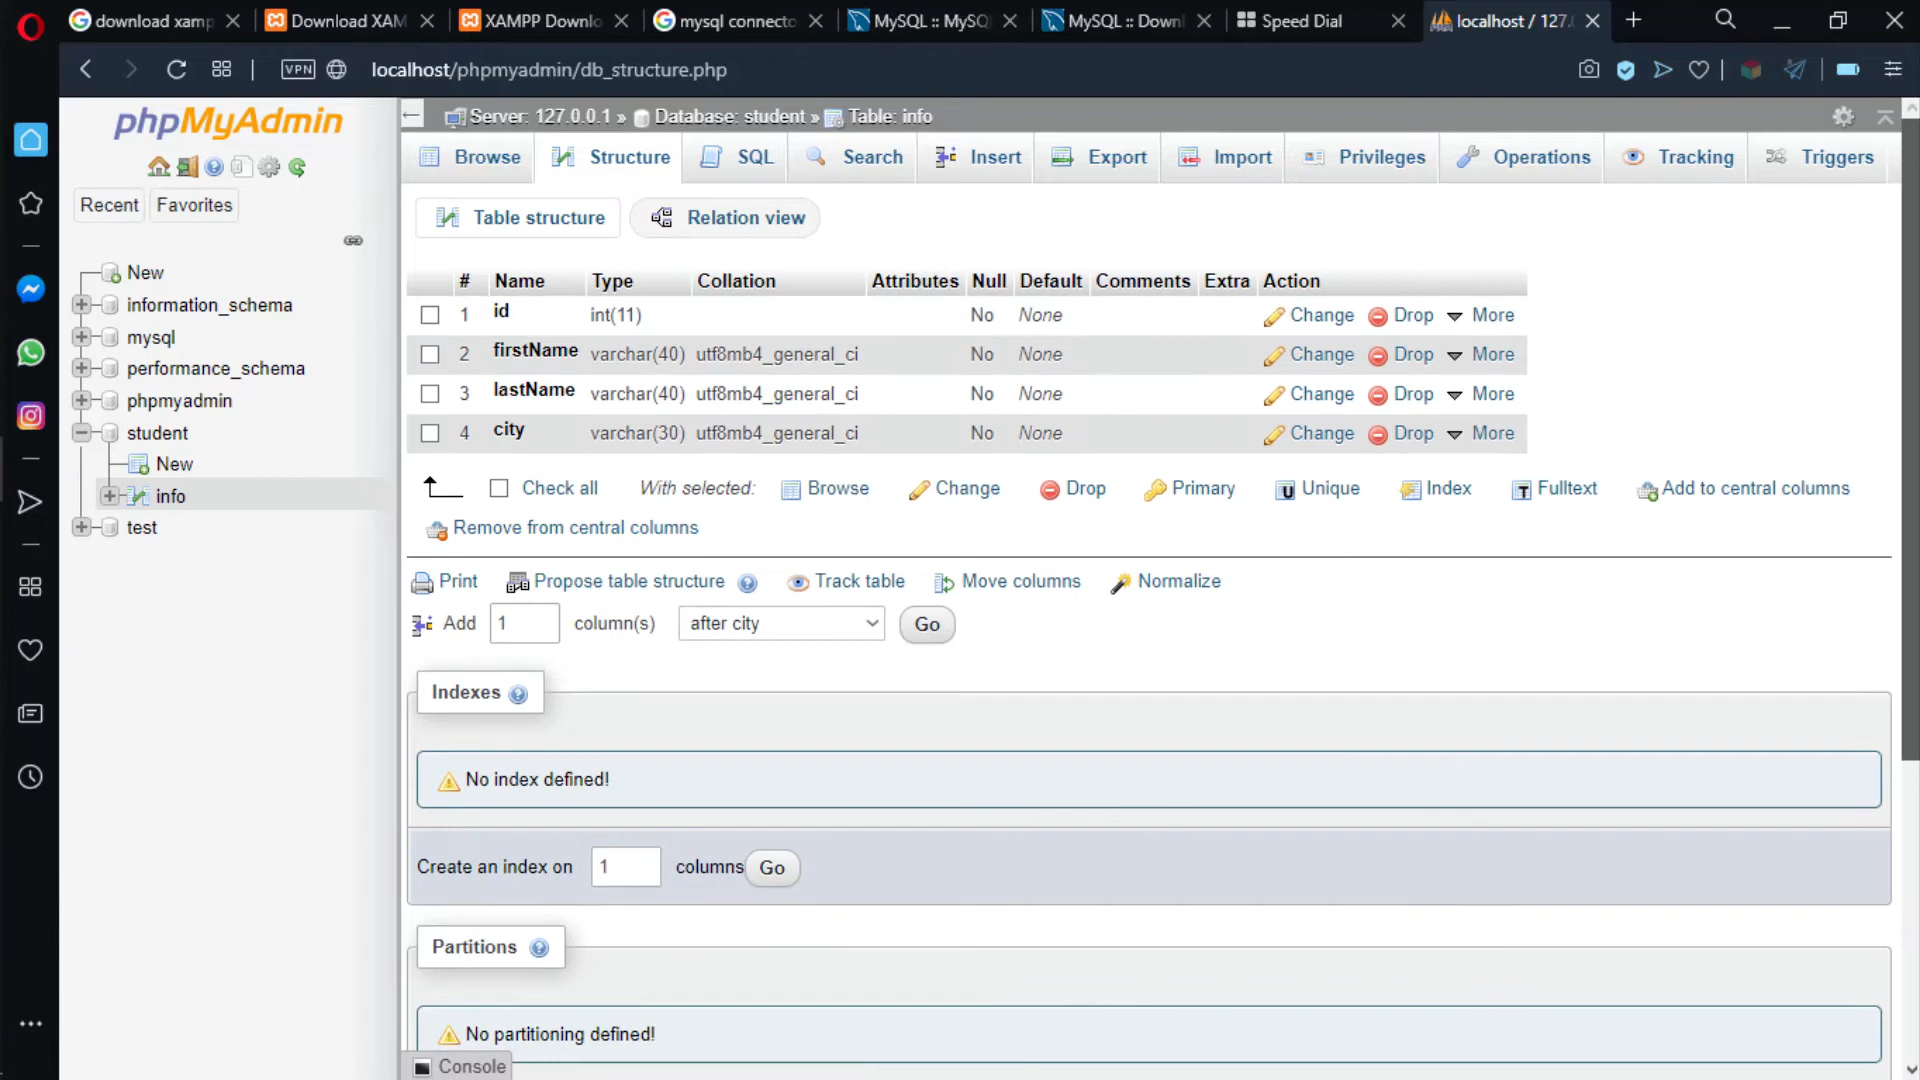 download xamp
Download XAM
XAMPP Downlo
mysql connecto
MySQL :: MySQ
MySQL :: Downl
Speed Dial
localhost / 127.
VPN
localhost/phpmyadmin/db_structure.php
phpMyAdmin
Recent
Favorites
New
information_schema
mysql
performance_schema
phpmyadmin
student
New
info
test
Server: 127.0.0.1 » Database: student » Table: info
Browse
Structure
SQL
Search
Insert
Export
Import
Privileges
Operations
Tracking
Triggers
Table structure
Relation view
# Name Type Collation Attributes Null Default Comments Extra Action
1 id int(11) No None Change Drop More
2 firstName varchar(40) utf8mb4_general_ci No None Change Drop More
3 lastName varchar(40) utf8mb4_general_ci No None Change Drop More
4 city varchar(30) utf8mb4_general_ci No None Change Drop More
Check all With selected: Browse Change Drop Primary Unique Index Fulltext Add to central columns
Remove from central columns
Print Propose table structure Track table Move columns Normalize
Add 1 column(s) after city Go
Indexes
No index defined!
Create an index on 1 columns Go
Partitions
No partitioning defined!
Console